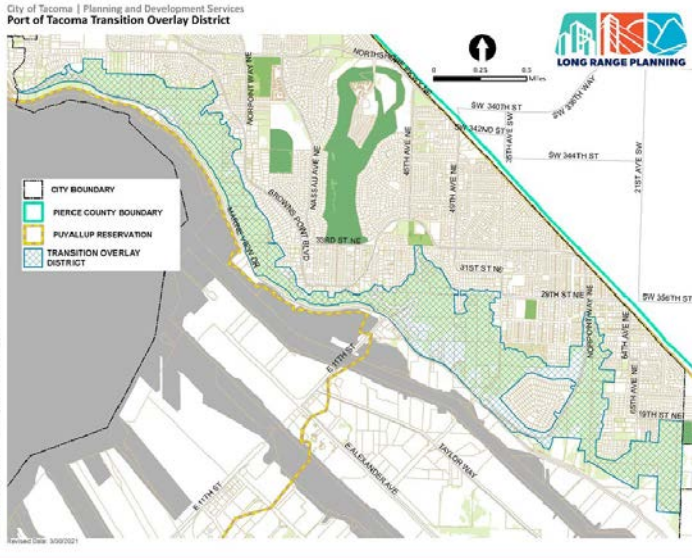 City of Tacoma | Planning and Development Services
Port of Tacoma Transition Overlay District
LONG RANGE PLANNING
0 0.25 0.5
Miles
NORPOINT WAY NE
NASSAU AVE NE
BROWNS POINT BLVD
MARINE VIEW DR
33RD ST NE
45TH AVE NE
49TH AVE NE
SW 340TH ST
SW 342ND ST
35TH AVE SW
SW 336TH WAY
SW 344TH ST
21ST AVE SW
CITY BOUNDARY
PIERCE COUNTY BOUNDARY
PUYALLUP RESERVATION
TRANSITION OVERLAY
DISTRICT
31ST ST NE
29TH ST NE
SW 356TH ST
NORPOINT WAY NE
64TH AVE NE
65TH AVE NE
19TH ST NE
E 11TH ST
E ALEXANDER AVE
TAYLOR WAY
E 11TH ST
Revised Date: 3/30/2021